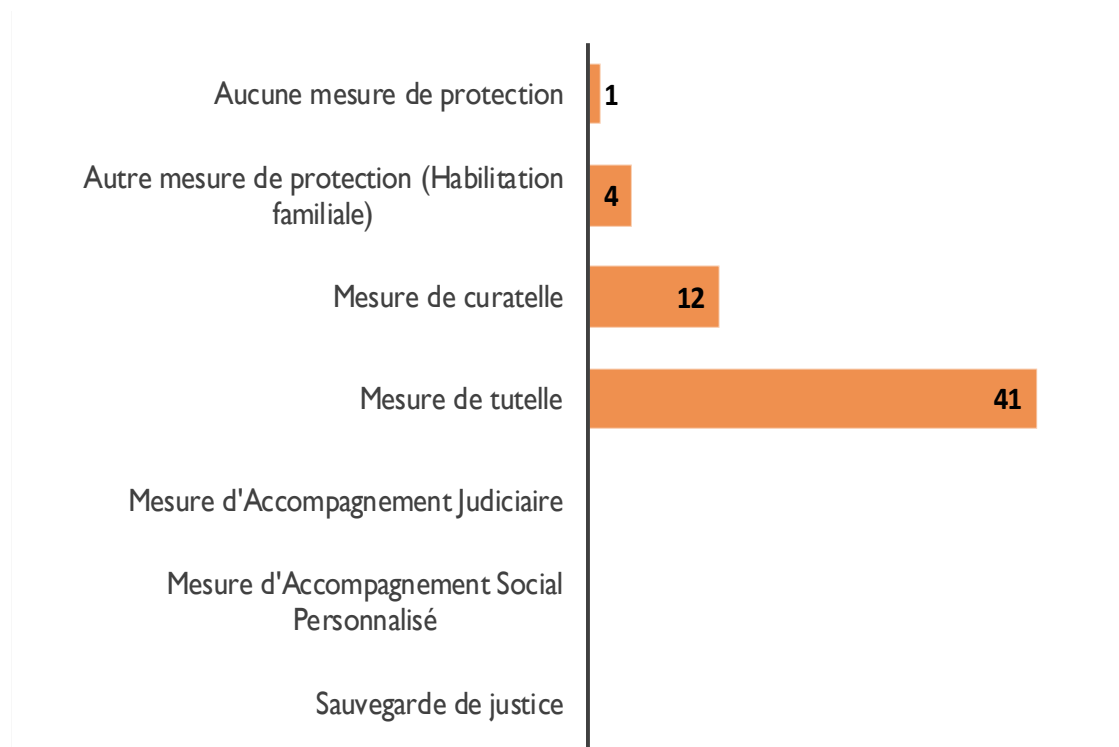 Aucune mesure de protection
1
Autre mesure de protection (Habilitation
familiale)
4
Mesure de curatelle
12
Mesure de tutelle
41
Mesure d'Accompagnement Judiciaire
Mesure d'Accompagnement Social
Personnalisé
Sauvegarde de justice